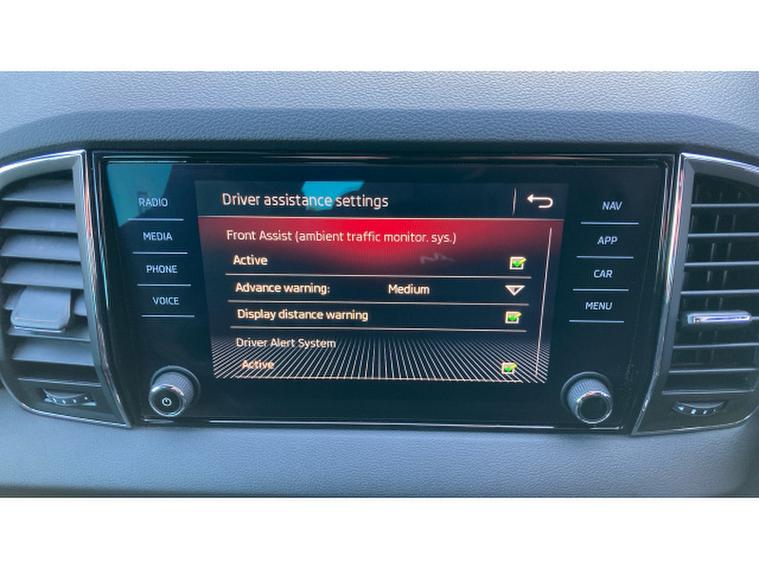 Driver assistance settings
Front Assist (ambient traffic monitor. sys.)
Active
Advance warning: Medium
Display distance warning
Driver Alert System
Active
RADIO
MEDIA
PHONE
VOICE
NAV
APP
CAR
MENU